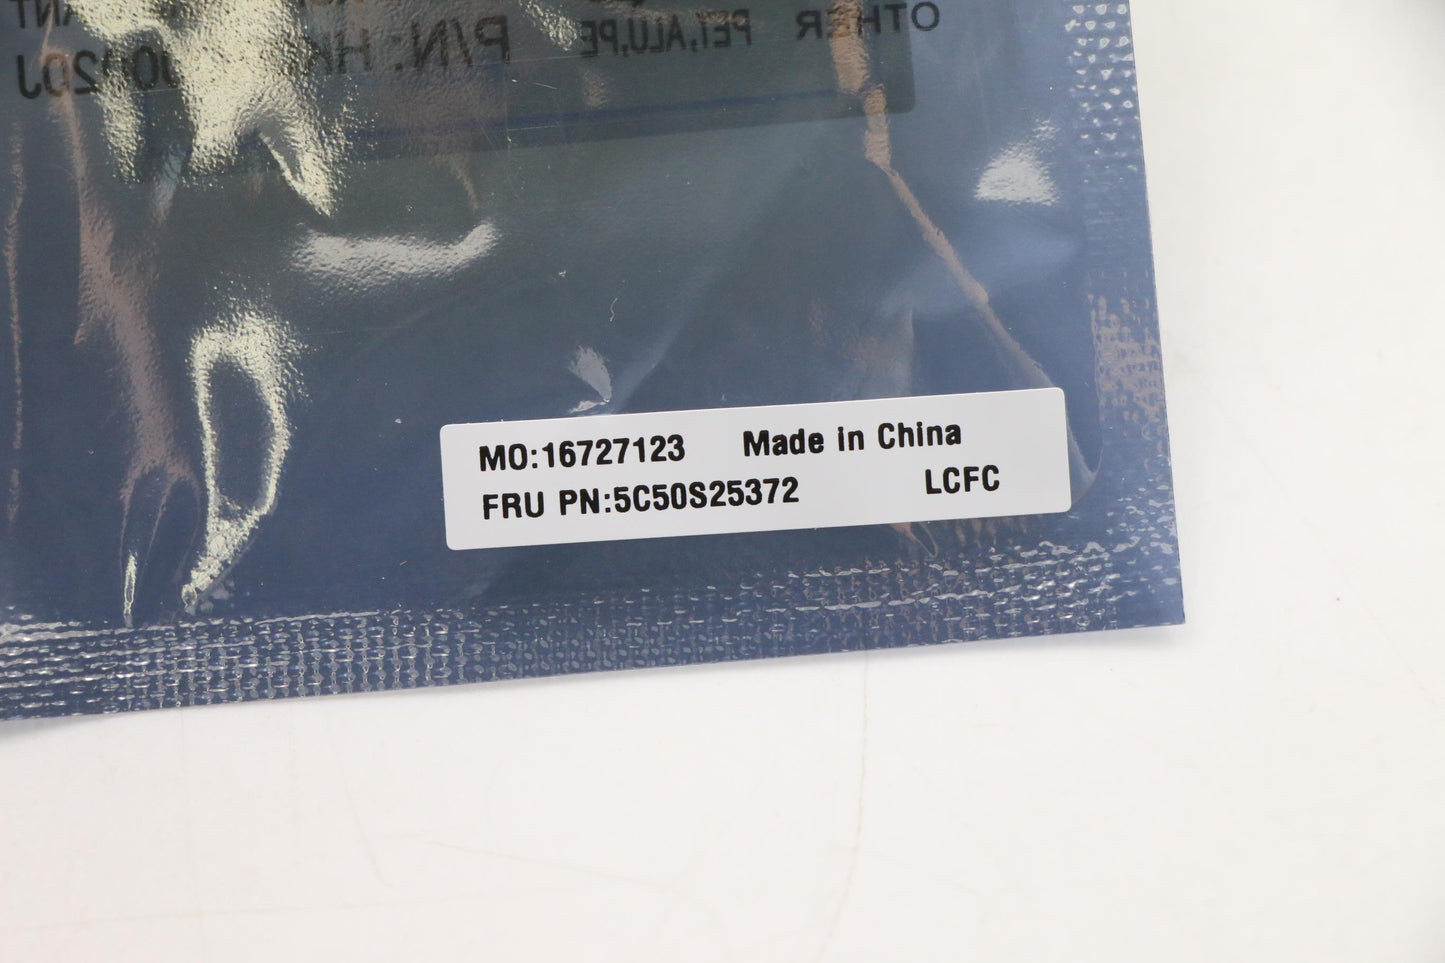 OTHER PET,ALU,PE
P/N: 
MO:16727123 Made in China
FRU PN:5C50S25372 LCFC